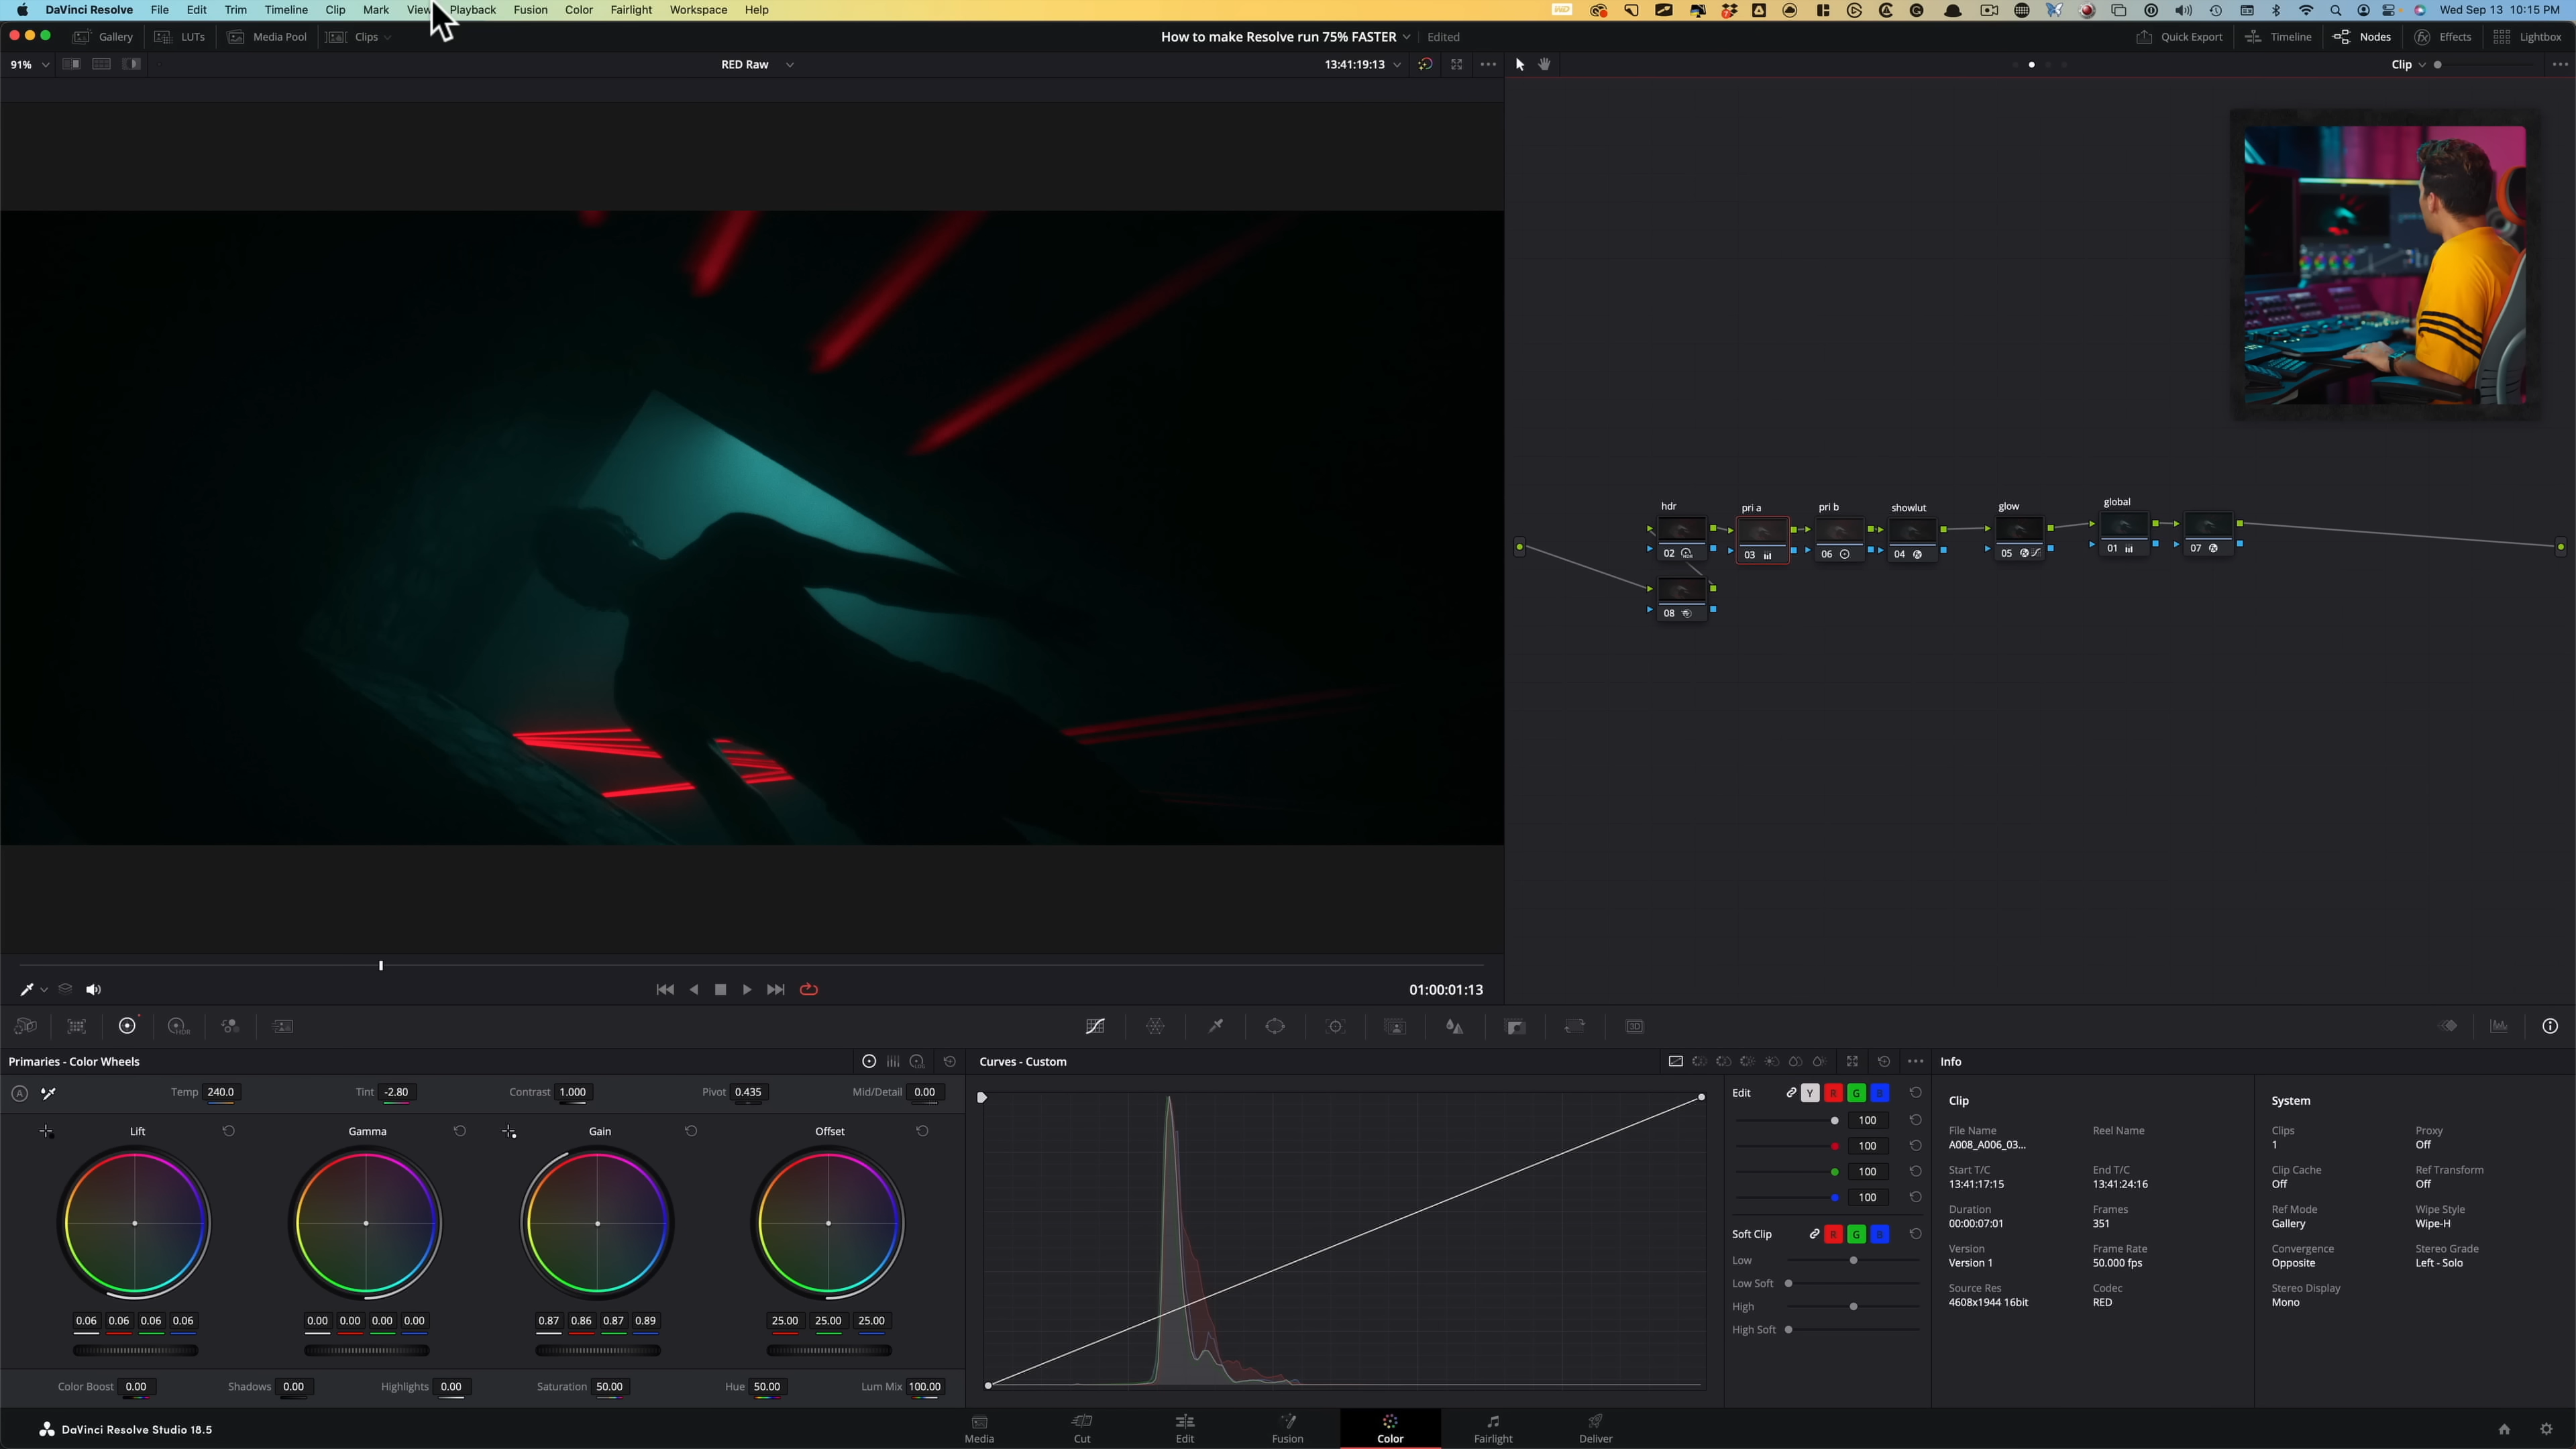 DaVinci Resolve File Edit Trim Timeline Clip Mark View Playback Fusion Color Fairlight Workspace Help Wed Sep 13 10:15 PM
Gallery LUTs Media Pool Clips How to make Resolve run 75% FASTER Edited Quick Export Timeline Nodes Effects Lightbox
91% RED Raw 13:41:19:13 Clip
hdr pri a pri b showlut glow global
02 03 06 04 05 01 07
08
01:00:01:13
HDR 3D
Primaries - Color Wheels Curves - Custom Info
Temp 240.0 Tint -2.80 Contrast 1.000 Pivot 0.435 Mid/Detail 0.00 Edit Y R G B
Clip System
Lift Gamma Gain Offset
100
100
100
100
File Name Reel Name Clips Proxy
A008_A006_03... 1 Off
Start T/C End T/C Clip Cache Ref Transform
13:41:17:15 13:41:24:16 Off Off
Duration Frames Ref Mode Wipe Style
00:00:07:01 351 Gallery Wipe-H
Soft Clip R G B
Low
Low Soft
High
High Soft
Version Frame Rate Convergence Stereo Grade
Version 1 50.000 fps Opposite Left - Solo
Source Res Codec Stereo Display
4608x1944 16bit RED Mono
0.06 0.06 0.06 0.06 0.00 0.00 0.00 0.00 0.87 0.86 0.87 0.89 25.00 25.00 25.00
Color Boost 0.00 Shadows 0.00 Highlights 0.00 Saturation 50.00 Hue 50.00 Lum Mix 100.00
DaVinci Resolve Studio 18.5 Media Cut Edit Fusion Color Fairlight Deliver